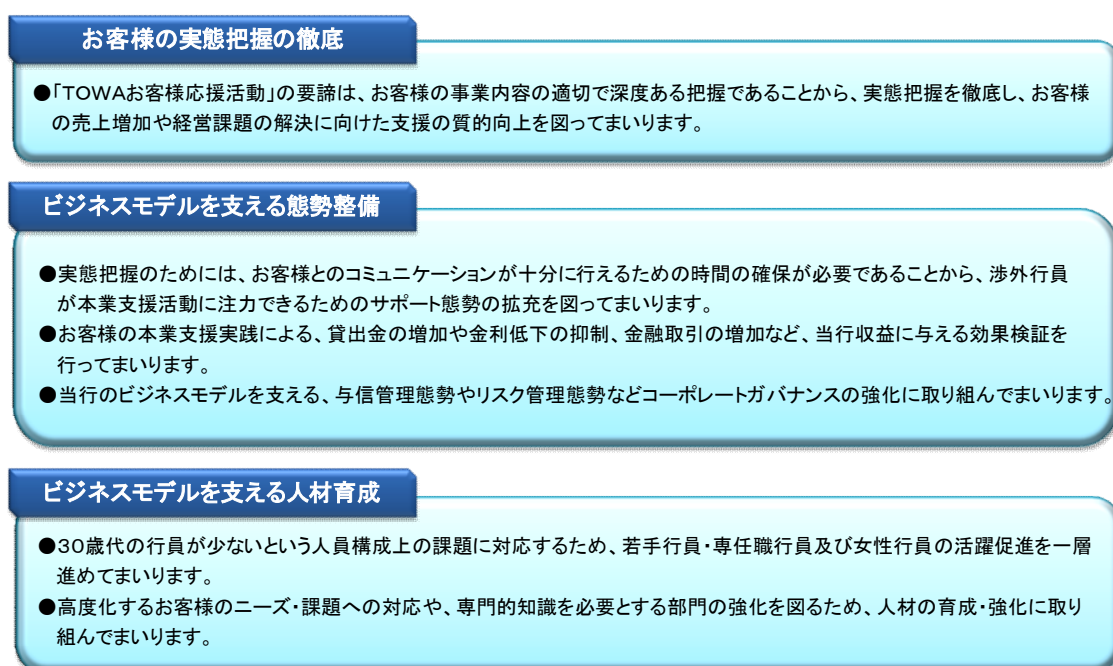 お客様の実態把握の徹底
●「TOWAお客様応援活動」の要諦は、お客様の事業内容の適切で深度ある把握であることから、実態把握を徹底し、お客様
の売上増加や経営課題の解決に向けた支援の質的向上を図ってまいります。
ビジネスモデルを支える態勢整備
●実態把握のためには、お客様とのコミュニケーションが十分に行えるための時間の確保が必要であることから、渉外行員
が本業支援活動に注力できるためのサポート態勢の拡充を図ってまいります。
●お客様の本業支援実践による、貸出金の増加や金利低下の抑制、金融取引の増加など、当行収益に与える効果検証を
行ってまいります。
●当行のビジネスモデルを支える、与信管理態勢やリスク管理態勢などコーポレートガバナンスの強化に取り組んでまいります。
ビジネスモデルを支える人材育成
●30歳代の行員が少ないという人員構成上の課題に対応するため、若手行員・専任職行員及び女性行員の活躍促進を一層
進めてまいります。
●高度化するお客様のニーズ・課題への対応や、専門的知識を必要とする部門の強化を図るため、人材の育成・強化に取り
組んでまいります。